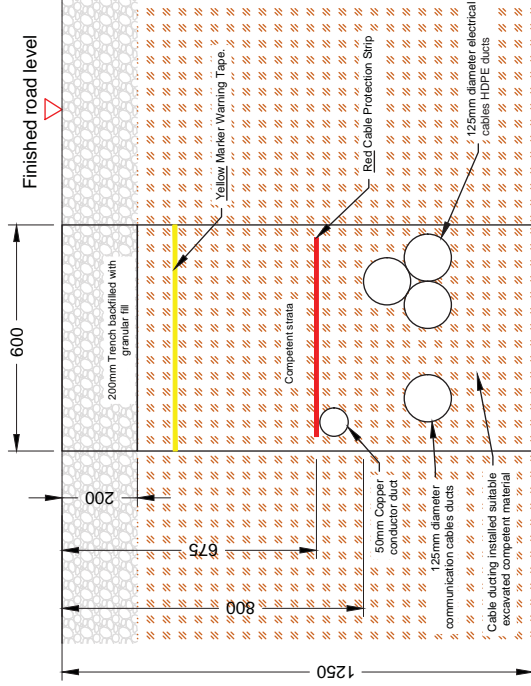 Finished road level
600
200mm Trench backfilled with
granular fill
200
Yellow Marker Warning Tape.
Competent strata
Red Cable Protection Strip
675
800
1250
50mm Copper
conductor duct
125mm diameter
communication cables ducts
Cable ducting installed suitable
excavated competent material
125mm diameter electrical
cables HDPE ducts